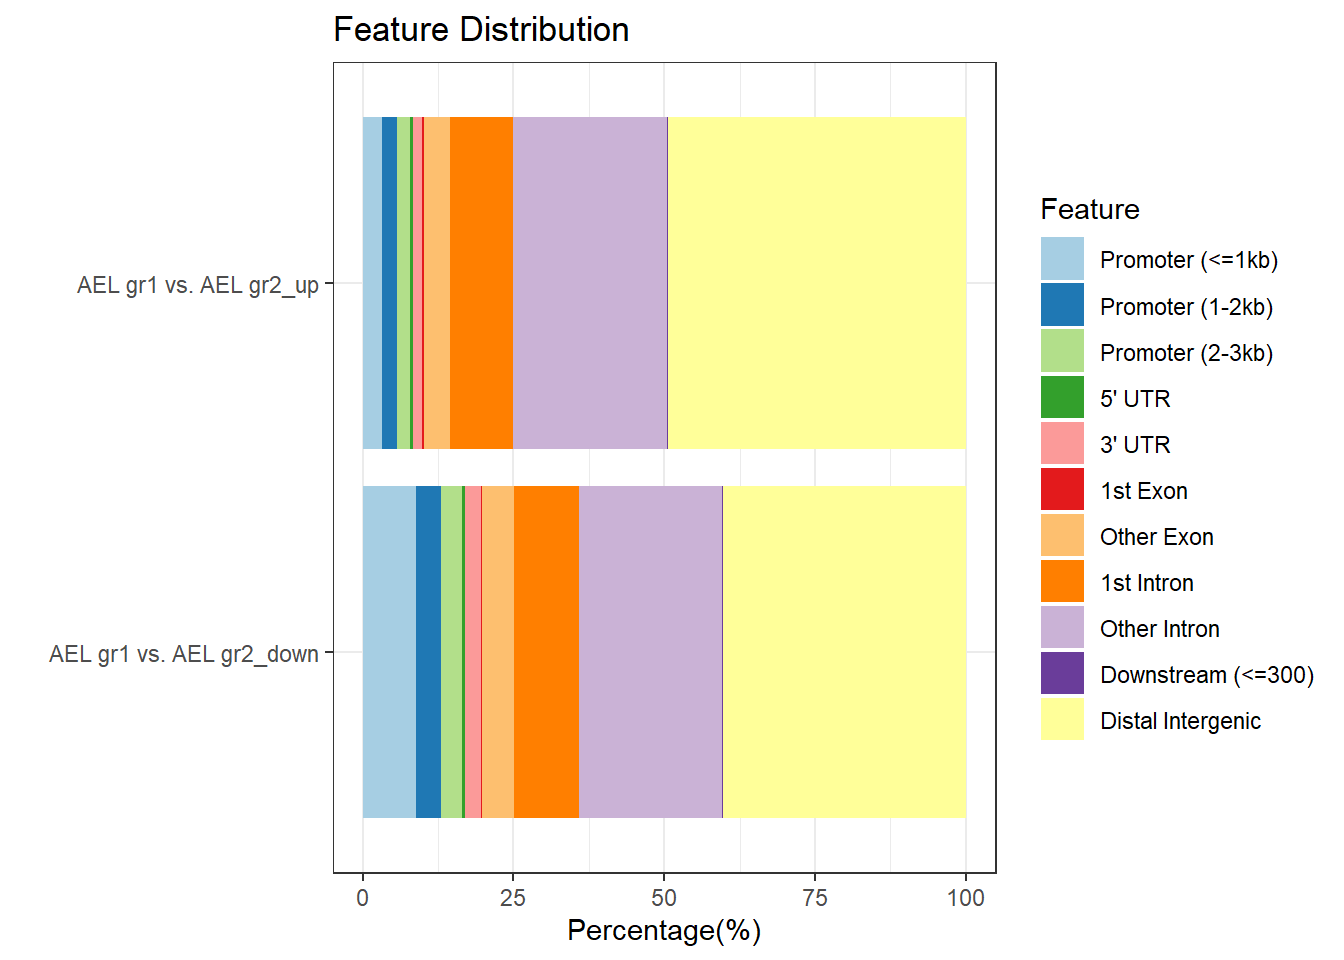 Feature Distribution
AEL gr1 vs. AEL gr2_up
AEL gr1 vs. AEL gr2_down
0 25 50 75 100
Percentage(%)
Feature
Promoter (<=1kb)
Promoter (1-2kb)
Promoter (2-3kb)
5' UTR
3' UTR
1st Exon
Other Exon
1st Intron
Other Intron
Downstream (<=300)
Distal Intergenic